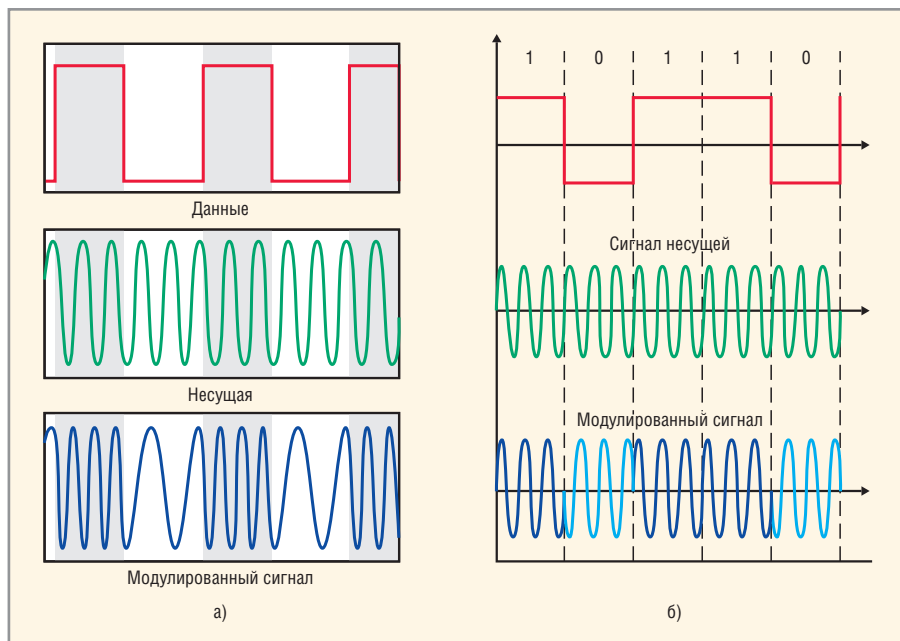 Данные
Несущая
Модулированный сигнал
а)
1 0 1 1 0
Сигнал несущей
Модулированный сигнал
б)